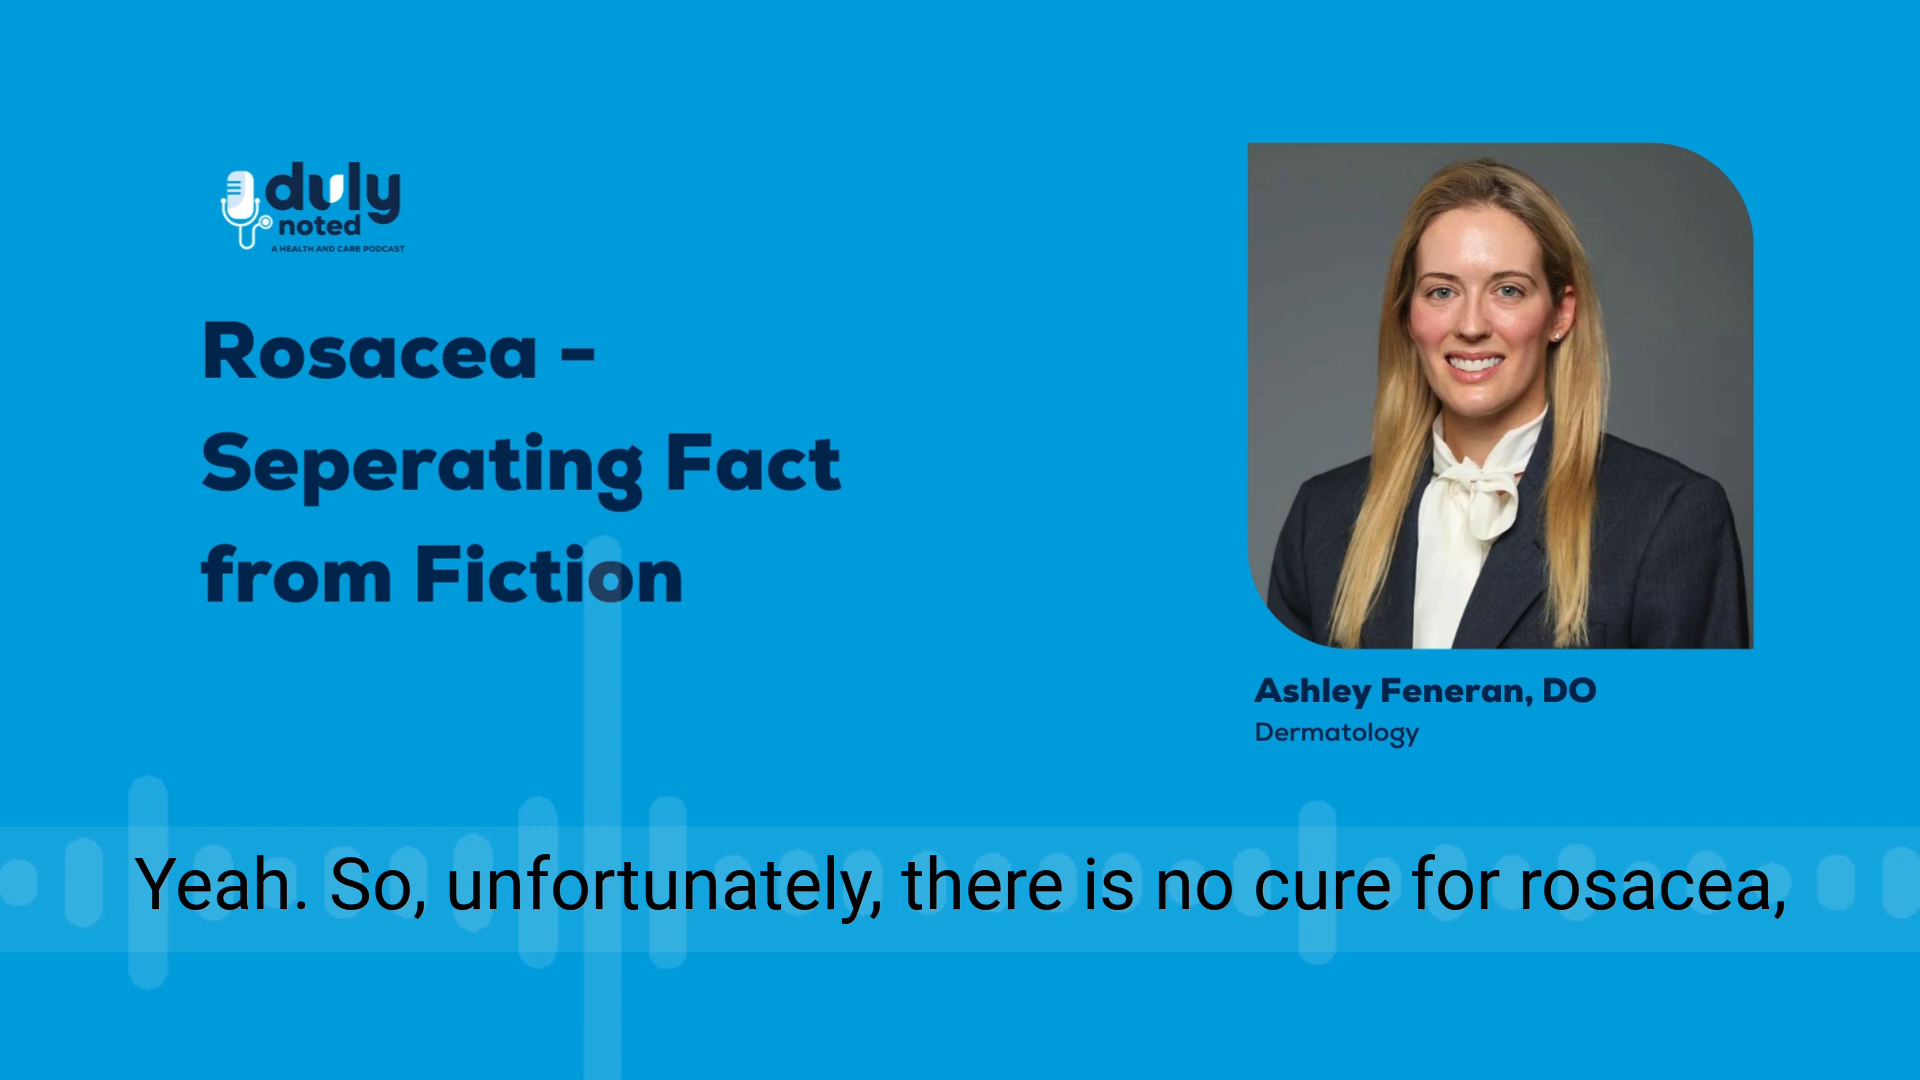 duly
noted
A HEALTH AND CARE PODCAST
Rosacea -
Seperating Fact
from Fiction
Ashley Feneran, DO
Dermatology
Yeah. So, unfortunately, there is no cure for rosacea,